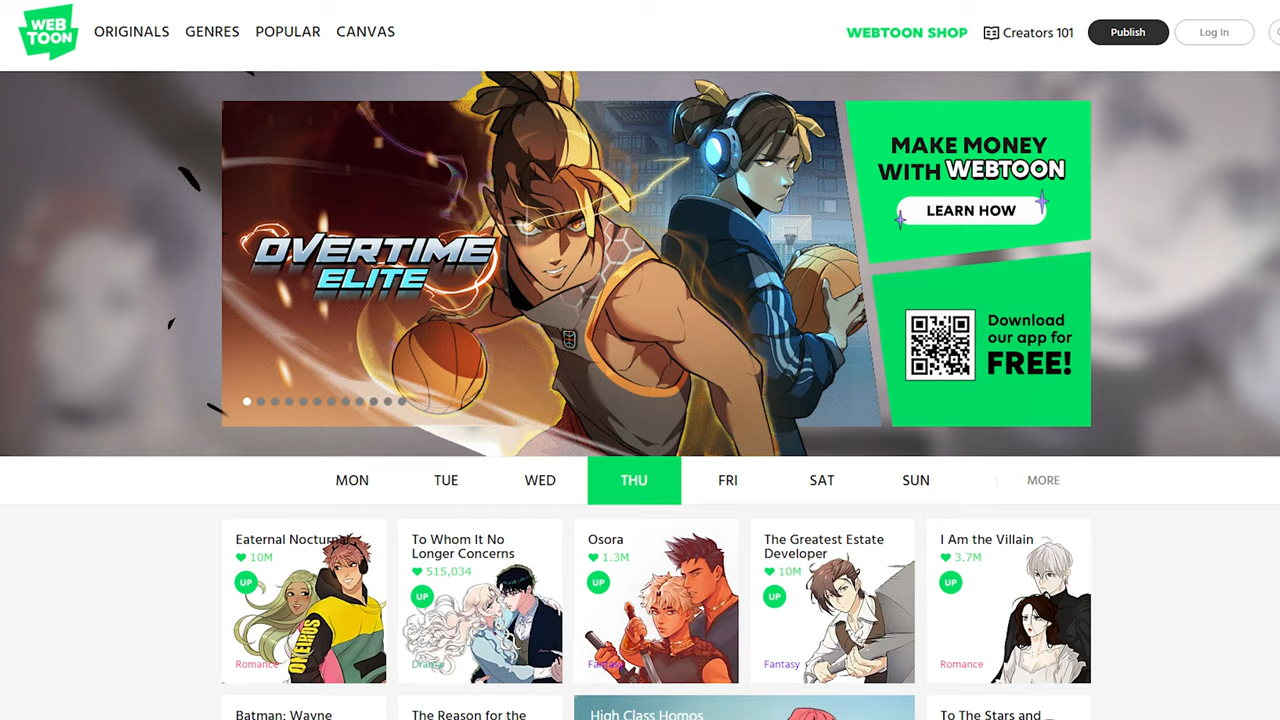 WEB
TOON
ORIGINALS GENRES POPULAR CANVAS
WEBTOON SHOP Creators 101 Publish Log In
OVERTIME
ELITE
MAKE MONEY
WITH WEBTOON
LEARN HOW
Download
our app for
FREE!
MON TUE WED THU FRI SAT SUN MORE
Eaternal Nocturnal
10M
UP
ONEIROS
Romance
To Whom It No
Longer Concerns
515,034
UP
Drama
Osora
1.3M
UP
Fantasy
The Greatest Estate
Developer
10M
UP
Fantasy
I Am the Villain
3.7M
UP
Romance
Batman: Wayne
The Reason for the
High Class Homos
To The Stars and